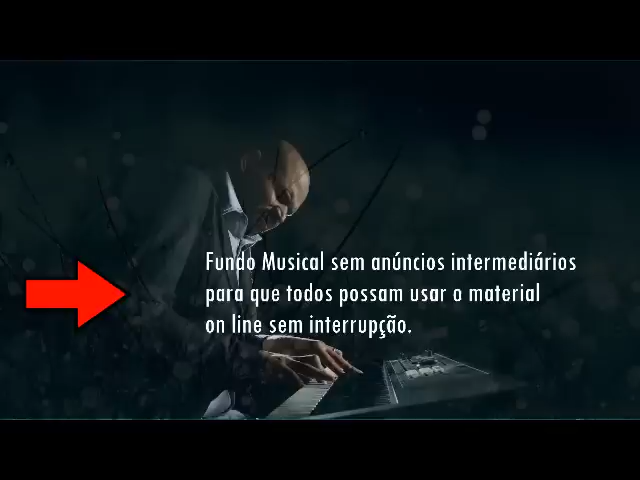 Fundo Musical sem anúncios intermediários
para que todos possam usar o material
on line sem interrupção.